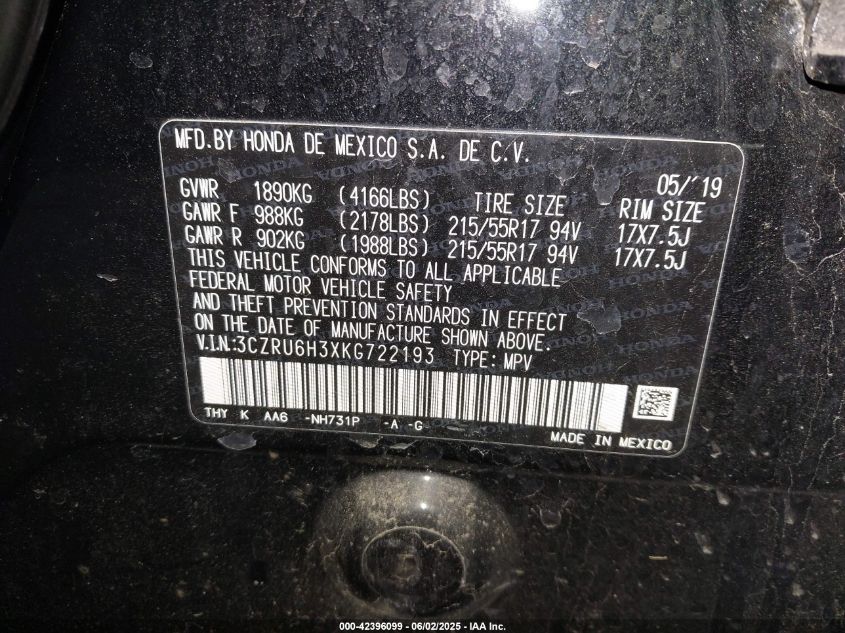 MFD.BY HONDA DE MEXICO S.A. DE C.V.
05/'19
GVWR 1890KG (4166LBS) TIRE SIZE RIM SIZE
GAWR F 988KG (2178LBS) 215/55R17 94V 17X7.5J
GAWR R 902KG (1988LBS) 215/55R17 94V 17X7.5J
THIS VEHICLE CONFORMS TO ALL APPLICABLE
FEDERAL MOTOR VEHICLE SAFETY
AND THEFT PREVENTION STANDARDS IN EFFECT
ON THE DATE OF MANUFACTURE SHOWN ABOVE.
V.I.N.:3CZRU6H3XKG722193 TYPE: MPV
THY K AA6 -NH731P -A -G
MADE IN MEXICO
000-42396099 - 06/02/2025 - IAA Inc.